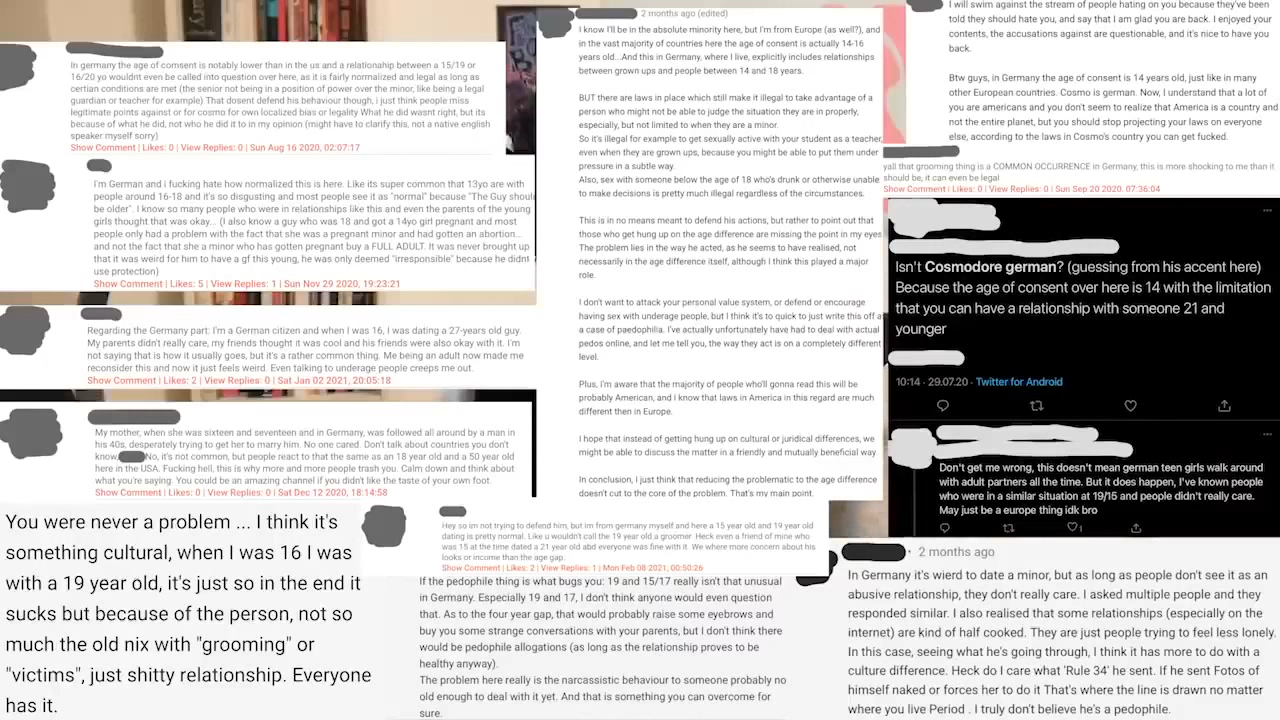 In germany the age of comsent is notably lower than in the us and a relationahip between a 15/19 or
16/20 yo wouldnt even be called into question over here, as it is fairly normalized and legal as long as
certain conditions are met (the senior not being in a position of power over the minor, like being a legal
guardian or teacher for example) That dosent defend his behaviour though, i just think people miss
legitimate points against or for cosmo for own localized bias or legality What he did wasnt right, but its
because of what he did, not who he did it to in my opinion (might have to clarify this, not a native english
speaker myself sorry)
Show Comment | Likes: 0 | View Replies: 0 | Sun Aug 16 2020, 02:07:17
I'm German and i fucking hate how normalized this is here. Like its super common that 13yo are with
people around 16-18 and it's so disgusting and most people see it as "normal" because "The Guy should
be older". I know so many people who were in relationships like this and even the parents of the young
girls thought that was okay... (I also know a guy who was 18 and got a 14yo girl pregnant and most
people only had a problem with the fact that she was a pregnant minor and had gotten an abortion...
and not the fact that she a minor who has gotten pregnant buy a FULL ADULT. It was never brought up
that it was weird for him to have a gf this young, he was only deemed "irresponsible" because he didnt
use protection)
Show Comment | Likes: 5 | View Replies: 1 | Sun Nov 29 2020, 19:23:21
Regarding the Germany part: I'm a German citizen and when I was 16, I was dating a 27-years old guy.
My parents didn't really care, my friends thought it was cool and his friends were also okay with it. I'm
not saying that is how it usually goes, but it's a rather common thing. Me being an adult now made me
reconsider this and now it just feels weird. Even talking to underage people creeps me out.
Show Comment | Likes: 2 | View Replies: 0 | Sat Jan 02 2021, 20:05:18
My mother, when she was sixteen and seventeen and in Germany, was followed all around by a man in
his 40s, desperately trying to get her to marry him. No one cared. Don't talk about countries you don't
know, No, it's not common, but people react to that the same as an 18 year old and a 50 year old
here in the USA. Fucking hell, this is why more and more people trash you. Calm down and think about
what you're saying. You could be an amazing channel if you didn't like the taste of your own foot.
Show Comment | Likes: 0 | View Replies: 0 | Sat Dec 12 2020, 18:14:58
You were never a problem ... I think it's
something cultural, when I was 16 I was
with a 19 year old, it's just so in the end it
sucks but because of the person, not so
much the old nix with "grooming" or
"victims", just shitty relationship. Everyone
has it.
2 months ago (edited)
I know I'll be in the absolute minority here, but I'm from Europe (as well?), and
in the vast majority of countries here the age of consent is actually 14-16
years old...And this in Germany, where I live, explicitly includes relationships
between grown ups and people between 14 and 18 years.
BUT there are laws in place which still make it illegal to take advantage of a
person who might not be able to judge the situation they are in properly,
especially, but not limited to when they are a minor.
So it's illegal for example to get sexually active with your student as a teacher,
even when they are grown ups, because you might be able to put them under
pressure in a subtle way.
Also, sex with someone below the age of 18 who's drunk or otherwise unable
to make decisions is pretty much illegal regardless of the circumstances.
This is in no means meant to defend his actions, but rather to point out that
those who get hung up on the age difference are missing the point in my eyes
The problem lies in the way he acted, as he seems to have realised, not
necessarily in the age difference itself, although I think this played a major
role.
I don't want to attack your personal value system, or defend or encourage
having sex with underage people, but I think it's to quick to just write this off as
a case of paedophilia. I've actually unfortunately have had to deal with actual
pedos online, and let me tell you, the way they act is on a completely different
level.
Plus, I'm aware that the majority of people who'll gonna read this will be
probably American, and I know that laws in America in this regard are much
different then in Europe.
I hope that instead of getting hung up on cultural or juridical differences, we
might be able to discuss the matter in a friendly and mutually beneficial way.
In conclusion, I just think that reducing the problematic to the age difference
doesn't cut to the core of the problem. That's my main point.
Hey so im not trying to defend him, but im from germany myself and here a 15 year old and 19 year old
dating is pretty normal. Like u wouldn't call the 19 year old a groomer Heck even a friend of mine who
was 15 at the time dated a 21 year old abd everyone was fine with it. We where more concern about his
looks or income than the age gap.
Show Comment | Likes: 2 | View Replies: 1 | Mon Feb 08 2021, 00:50:26
If the pedophile thing is what bugs you: 19 and 15/17 really isn't that unusual
in Germany. Especially 19 and 17, I don't think anyone would even question
that. As to the four year gap, that would probably raise some eyebrows and
buy you some strange conversations with your parents, but I don't think there
would be pedophile allogations (as long as the relationship proves to be
healthy anyway).
The problem here really is the narcassistic behaviour to someone probably no
old enough to deal with it yet. And that is something you can overcome for
sure.
I will swim against the stream of people hating on you because they've been
told they should hate you, and say that I am glad you are back. I enjoyed your
contents, the accusations against are questionable, and it's nice to have you
back.
Btw guys, in Germany the age of consent is 14 years old, just like in many
other European countries. Cosmo is german. Now, I understand that a lot of
you are americans and you don't seem to realize that America is a country and
not the entire planet, but you should stop projecting your laws on everyone
else, according to the laws in Cosmo's country you can get fucked.
yall that grooming thing is a COMMON OCCURRENCE in Germany, this is more shocking to me than it
should be, it can even be legal
Show Comment | Likes: 0 | View Replies: 0 | Sun Sep 20 2020, 07:36:04
Isn't Cosmodore german? (guessing from his accent here)
Because the age of consent over here is 14 with the limitation
that you can have a relationship with someone 21 and
younger
10:14 · 29.07.20 · Twitter for Android
Don't get me wrong, this doesn't mean german teen girls walk around
with adult partners all the time. But it does happen, I've known people
who were in a similar situation at 19/15 and people didn't really care.
May just be a europe thing idk bro
1
· 2 months ago
In Germany it's wierd to date a minor, but as long as people don't see it as an
abusive relationship, they don't really care. I asked multiple people and they
responded similar. I also realised that some relationships (especially on the
internet) are kind of half cooked. They are just people trying to feel less lonely.
In this case, seeing what he's going through, I think it has more to do with a
culture difference. Heck do I care what 'Rule 34' he sent. If he sent Fotos of
himself naked or forces her to do it That's where the line is drawn no matter
where you live Period . I truly don't believe he's a pedophile.